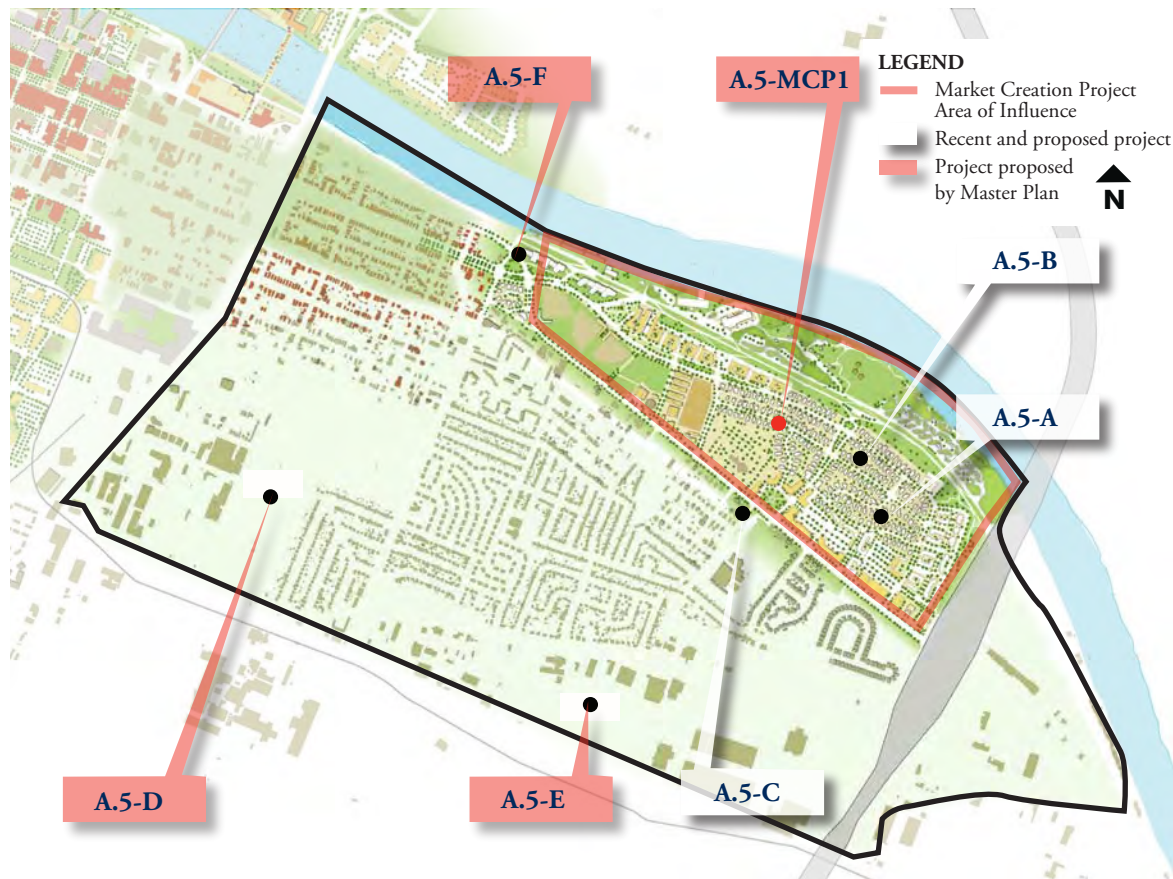 A.5-F
A.5-MCP1
LEGEND
Market Creation Project
Area of Influence
Recent and proposed project
Project proposed
by Master Plan
N
A.5-B
A.5-A
A.5-D
A.5-E
A.5-C